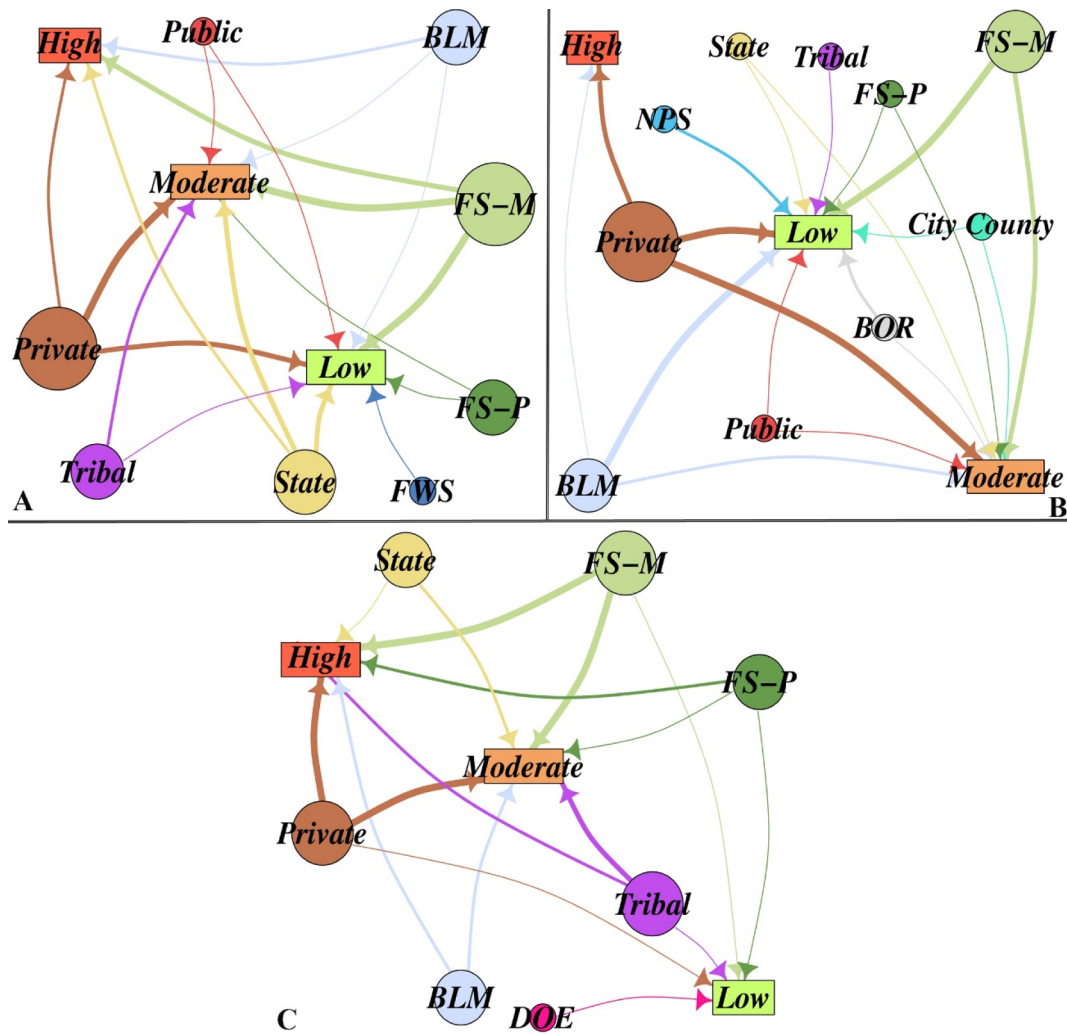 High
Public
BLM
Moderate
FS-M
Private
Low
FS-P
Tribal
State
FWS
A
High
State
Tribal
FS-M
FS-P
NPS
Private
Low
City County
BOR
Public
BLM
Moderate
B
State
FS-M
High
FS-P
Moderate
Private
Tribal
BLM
DOE
Low
C